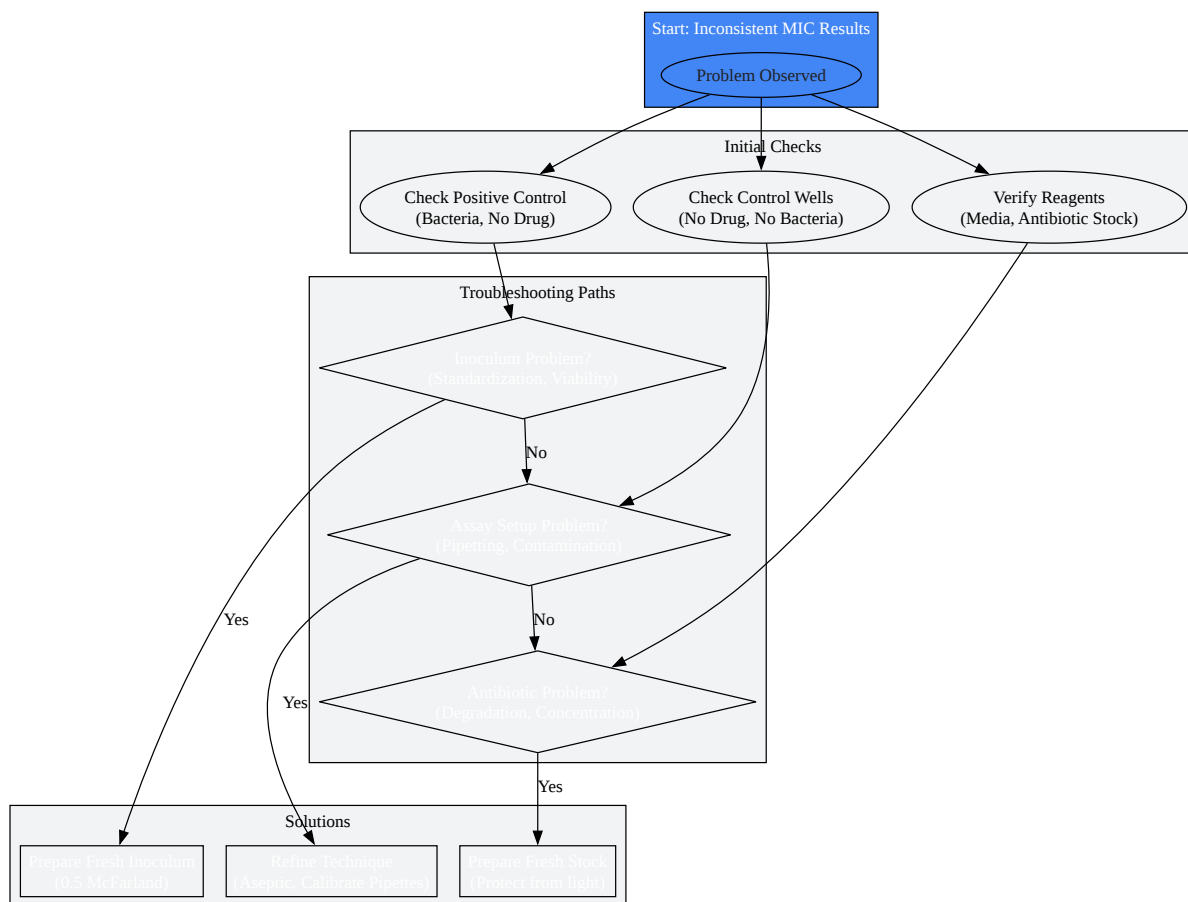 Start: Inconsistent MIC Results
Problem Observed
Initial Checks
Check Positive Control
(Bacteria, No Drug)
Check Control Wells
(No Drug, No Bacteria)
Verify Reagents
(Media, Antibiotic Stock)
Troubleshooting Paths
Inoculum Problem?
(Standardization, Viability)
No
Assay Setup Problem?
(Pipetting, Contamination)
Yes
No
Antibiotic Problem?
(Degradation, Concentration)
Yes
Yes
Solutions
Prepare Fresh Inoculum
(0.5 McFarland)
Refine Technique
(Aseptic, Calibrate Pipettes)
Prepare Fresh Stock
(Protect from light)